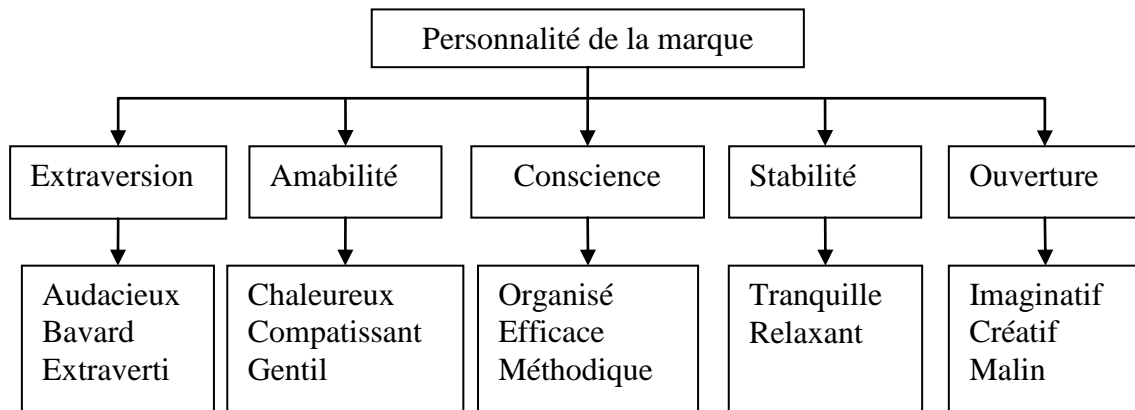 Personnalité de la marque
Extraversion
Amabilité
Conscience
Stabilité
Ouverture
Audacieux
Bavard
Extraverti
Chaleureux
Compatissant
Gentil
Organisé
Efficace
Méthodique
Tranquille
Relaxant
Imaginatif
Créatif
Malin